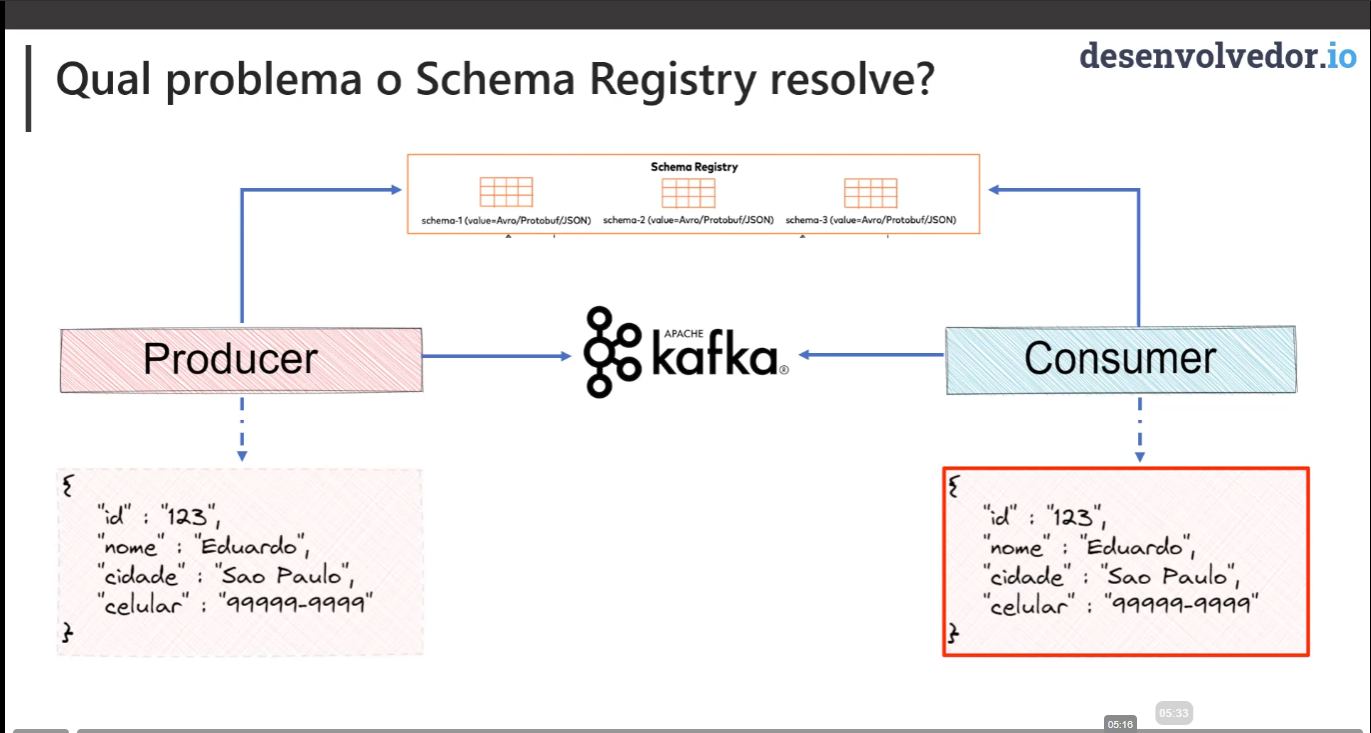 desenvolvedor.io
Qual problema o Schema Registry resolve?
Schema Registry
schema-1 (value=Avro/Protobuf/JSON)
schema-2 (value=Avro/Protobuf/JSON)
schema-3 (value=Avro/Protobuf/JSON)
Producer
APACHE
kafka®
Consumer
{
"id" : "123",
"nome" : "Eduardo",
"cidade" : "Sao Paulo",
"celular" : "99999-9999"
}
{
"id" : "123",
"nome" : "Eduardo",
"cidade" : "Sao Paulo",
"celular" : "99999-9999"
}
05:33
05:16